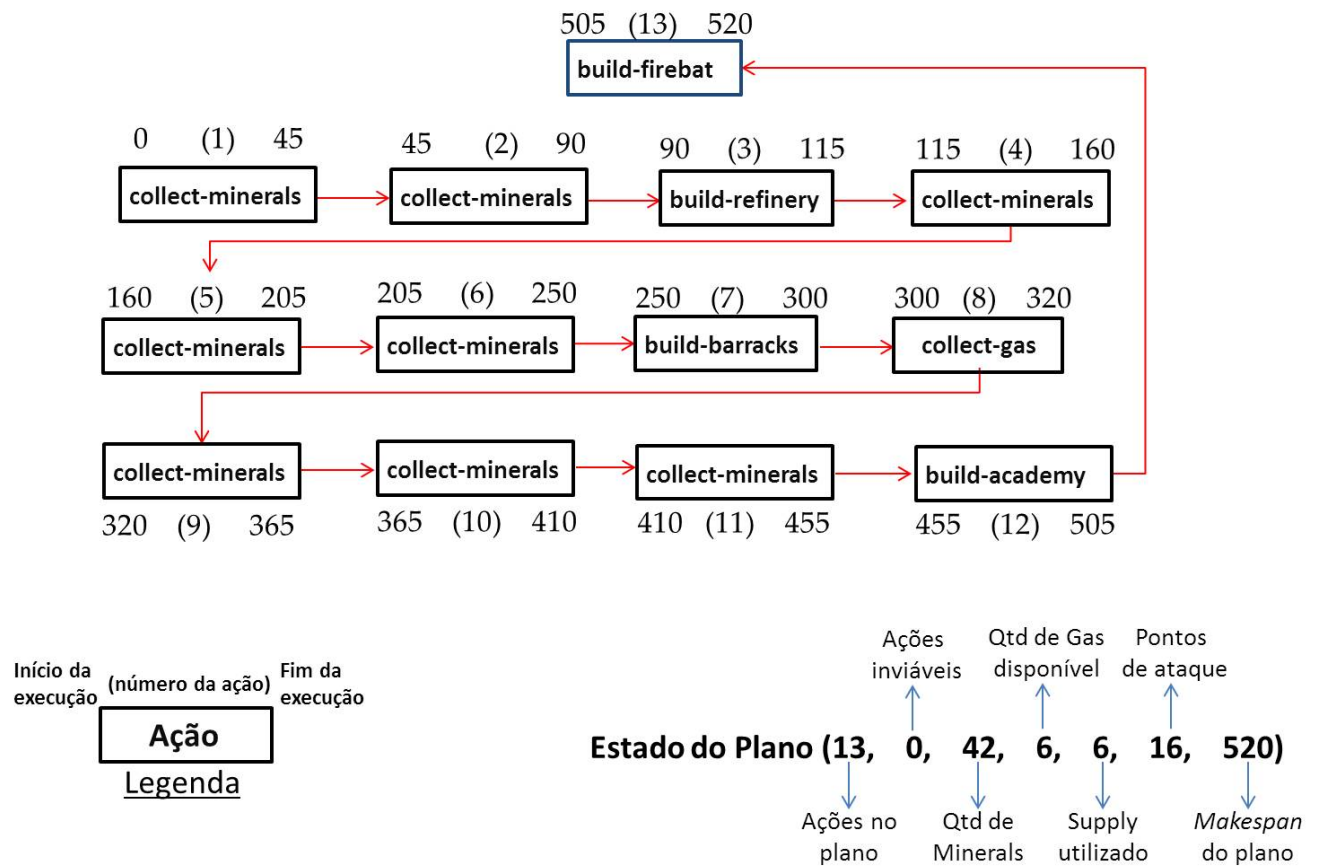 505 (13) 520
build-firebat
0 (1) 45
45 (2) 90
90 (3) 115
115 (4) 160
collect-minerals
collect-minerals
build-refinery
collect-minerals
160 (5) 205
205 (6) 250
250 (7) 300
300 (8) 320
collect-minerals
collect-minerals
build-barracks
collect-gas
collect-minerals
collect-minerals
collect-minerals
build-academy
320 (9) 365
365 (10) 410
410 (11) 455
455 (12) 505
Início da
execução
(número da ação)
Fim da
execução
Ação
Legenda
Ações
inviáveis
Qtd de Gas
disponível
Pontos
de ataque
Estado do Plano (13, 0, 42, 6, 6, 16, 520)
Ações no
plano
Qtd de
Minerals
Supply
utilizado
Makespan
do plano